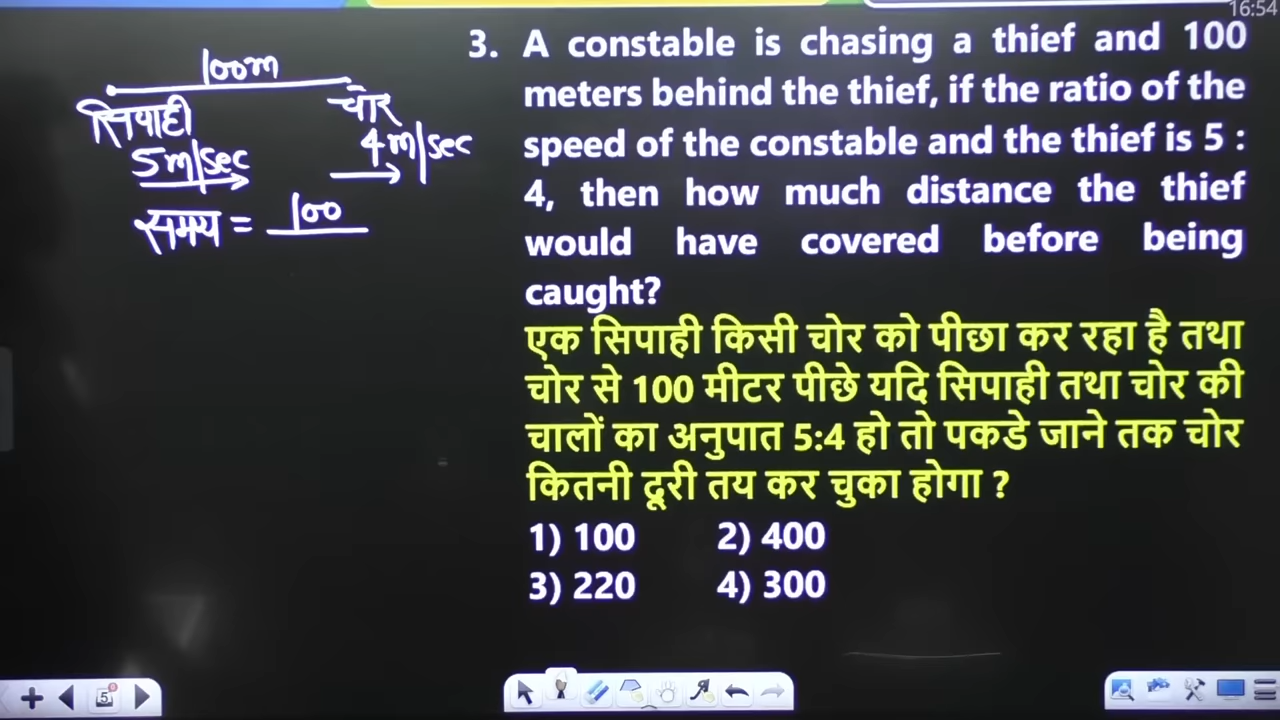 16:54
100m
सिपाही
चोर
5m/sec
4m/sec
समय = 100
3. A constable is chasing a thief and 100
meters behind the thief, if the ratio of the
speed of the constable and the thief is 5 :
4, then how much distance the thief
would have covered before being
caught?
एक सिपाही किसी चोर को पीछा कर रहा है तथा
चोर से 100 मीटर पीछे यदि सिपाही तथा चोर की
चालों का अनुपात 5:4 हो तो पकडे जाने तक चोर
कितनी दूरी तय कर चुका होगा ?
1) 100 2) 400
3) 220 4) 300
5